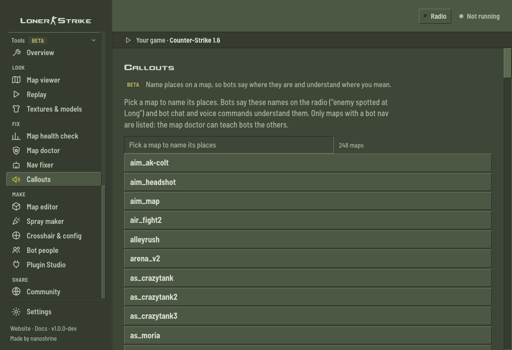 LONER STRIKE
Radio
Not running
Tools BETA
Your game · Counter-Strike 1.6
Overview
LOOK
Map viewer
Replay
Textures & models
FIX
Map health check
Map doctor
Nav fixer
Callouts
MAKE
Map editor
Spray maker
Crosshair & config
Bot people
Plugin Studio
SHARE
Community
Settings
Website · Docs · v1.0.0-dev
Made by nanoshrine
CALLOUTS
BETA Name places on a map, so bots say where they are and understand where you mean.
Pick a map to name its places. Bots say these names on the radio ("enemy spotted at
Long") and bot chat and voice commands understand them. Only maps with a bot nav
are listed: the map doctor can teach bots the others.
Pick a map to name its places
248 maps
aim_ak-colt
aim_headshot
aim_map
air_fight2
alleyrush
arena_v2
as_crazytank
as_crazytank2
as_crazytank3
as_moria